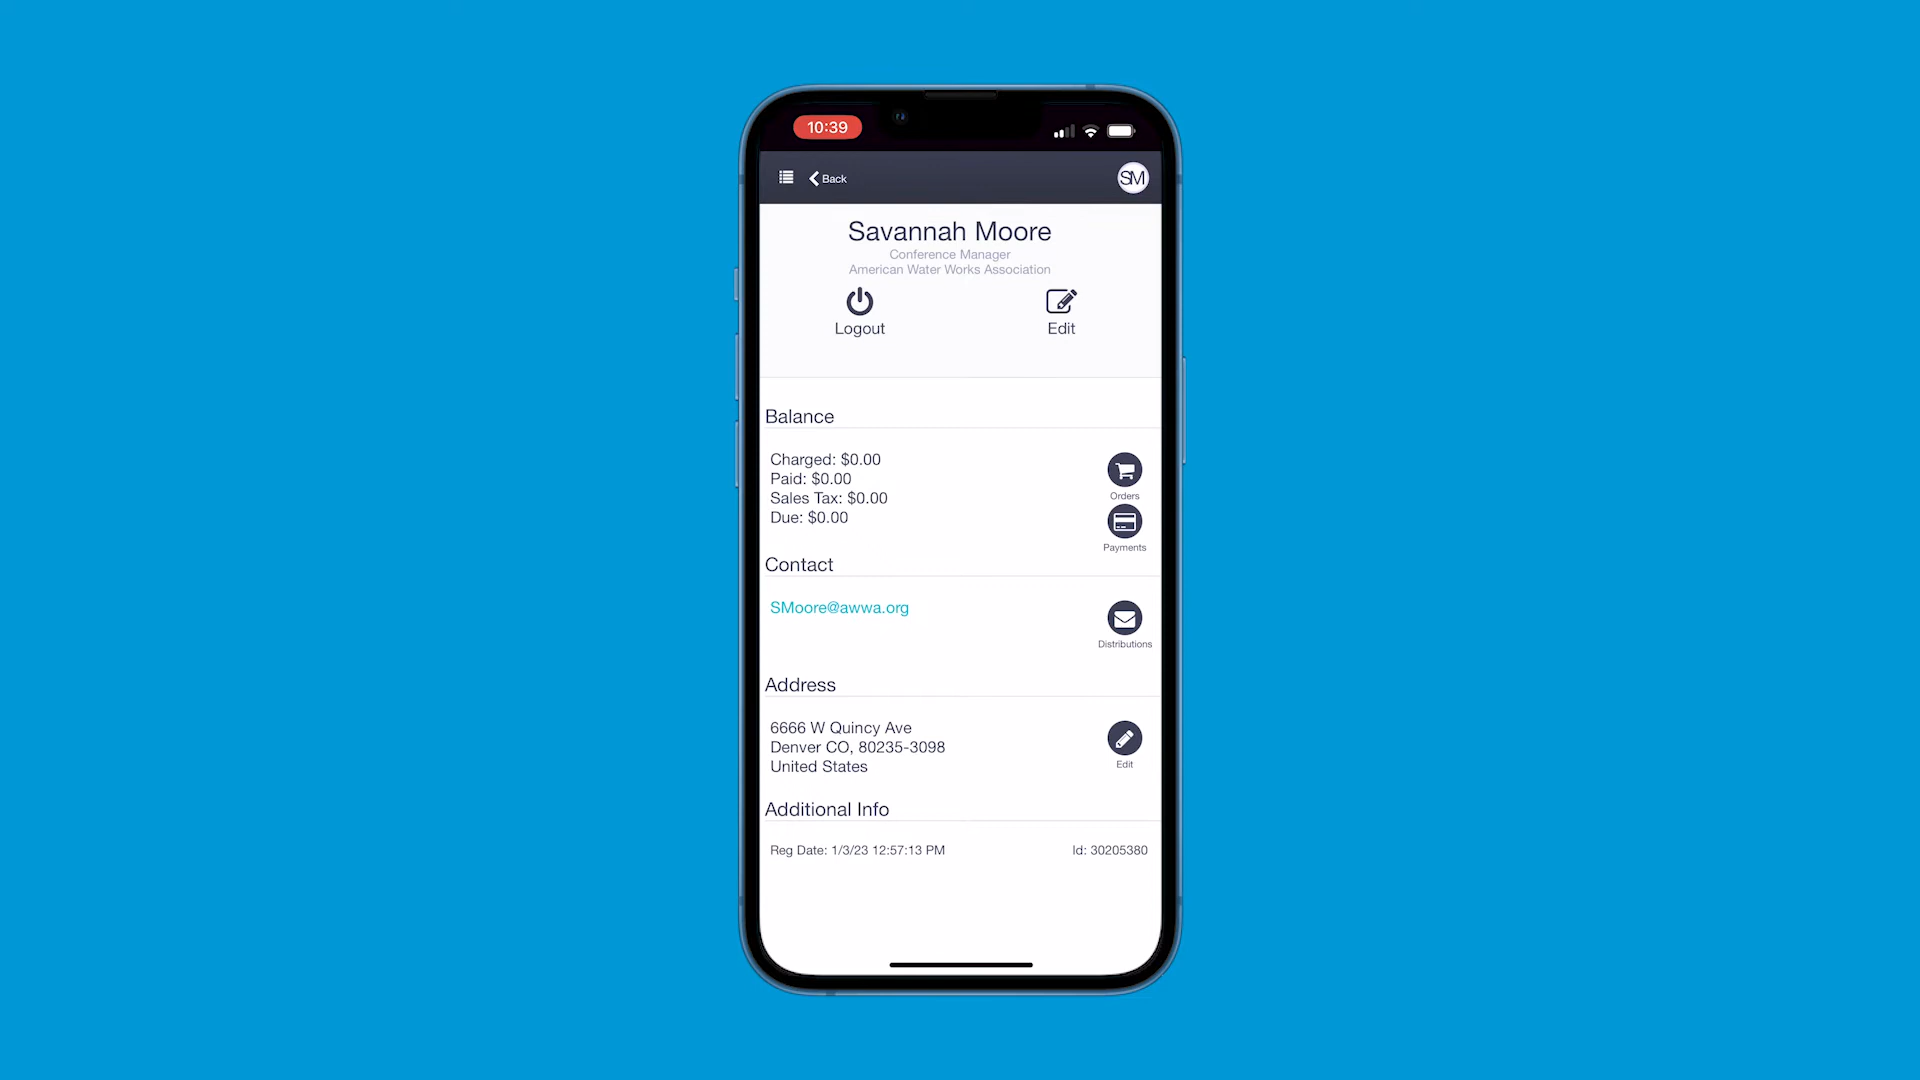 10:39
Back
SM
Savannah Moore
Conference Manager
American Water Works Association
Logout
Edit
Balance
Charged: $0.00
Paid: $0.00
Sales Tax: $0.00
Due: $0.00
Orders
Payments
Contact
SMoore@awwa.org
Distributions
Address
6666 W Quincy Ave
Denver CO, 80235-3098
United States
Edit
Additional Info
Reg Date: 1/3/23 12:57:13 PM
Id: 30205380